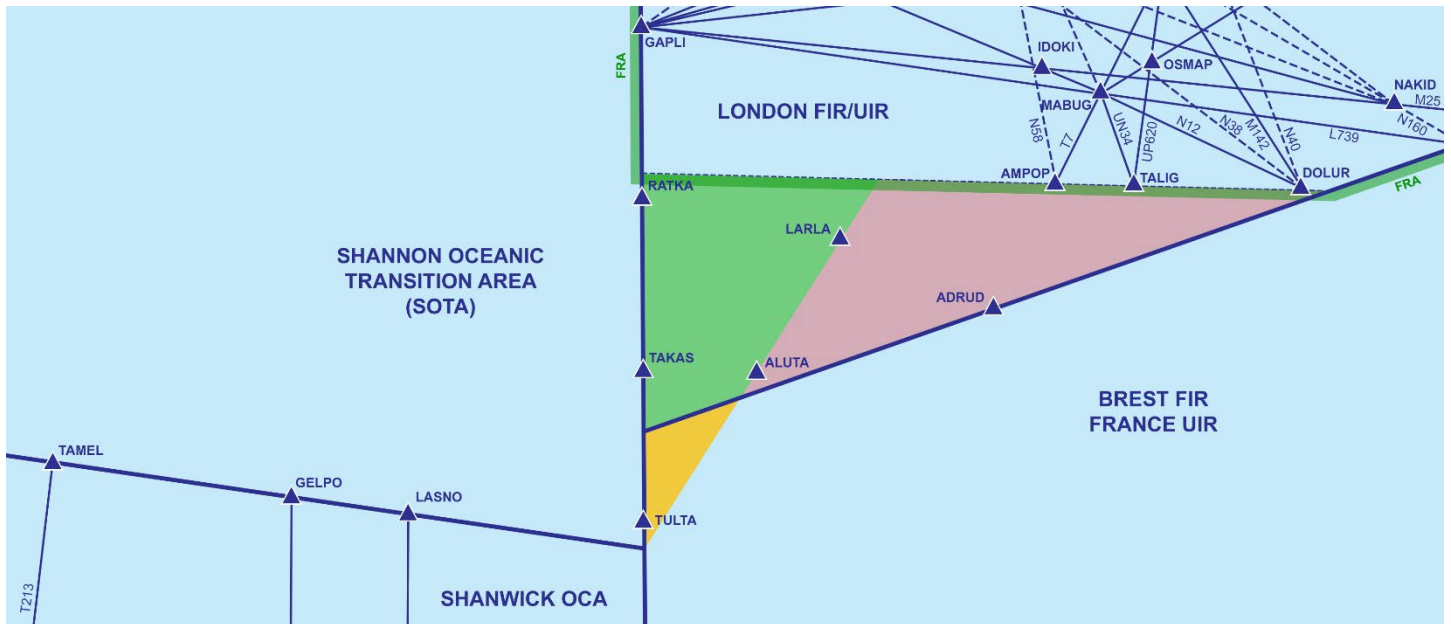 GAPLI
FRA
IDOKI
OSMAP
MABUG
NAKID
M25
N160
L739
LONDON FIR/UIR
N58
T7
UN34
UP620
N12
N38
M142
N40
AMPOP
TALIG
DOLUR
FRA
RATKA
LARLA
SHANNON OCEANIC
TRANSITION AREA
(SOTA)
ADRUD
TAKAS
ALUTA
BREST FIR
FRANCE UIR
TAMEL
GELPO
LASNO
TULTA
T213
SHANWICK OCA